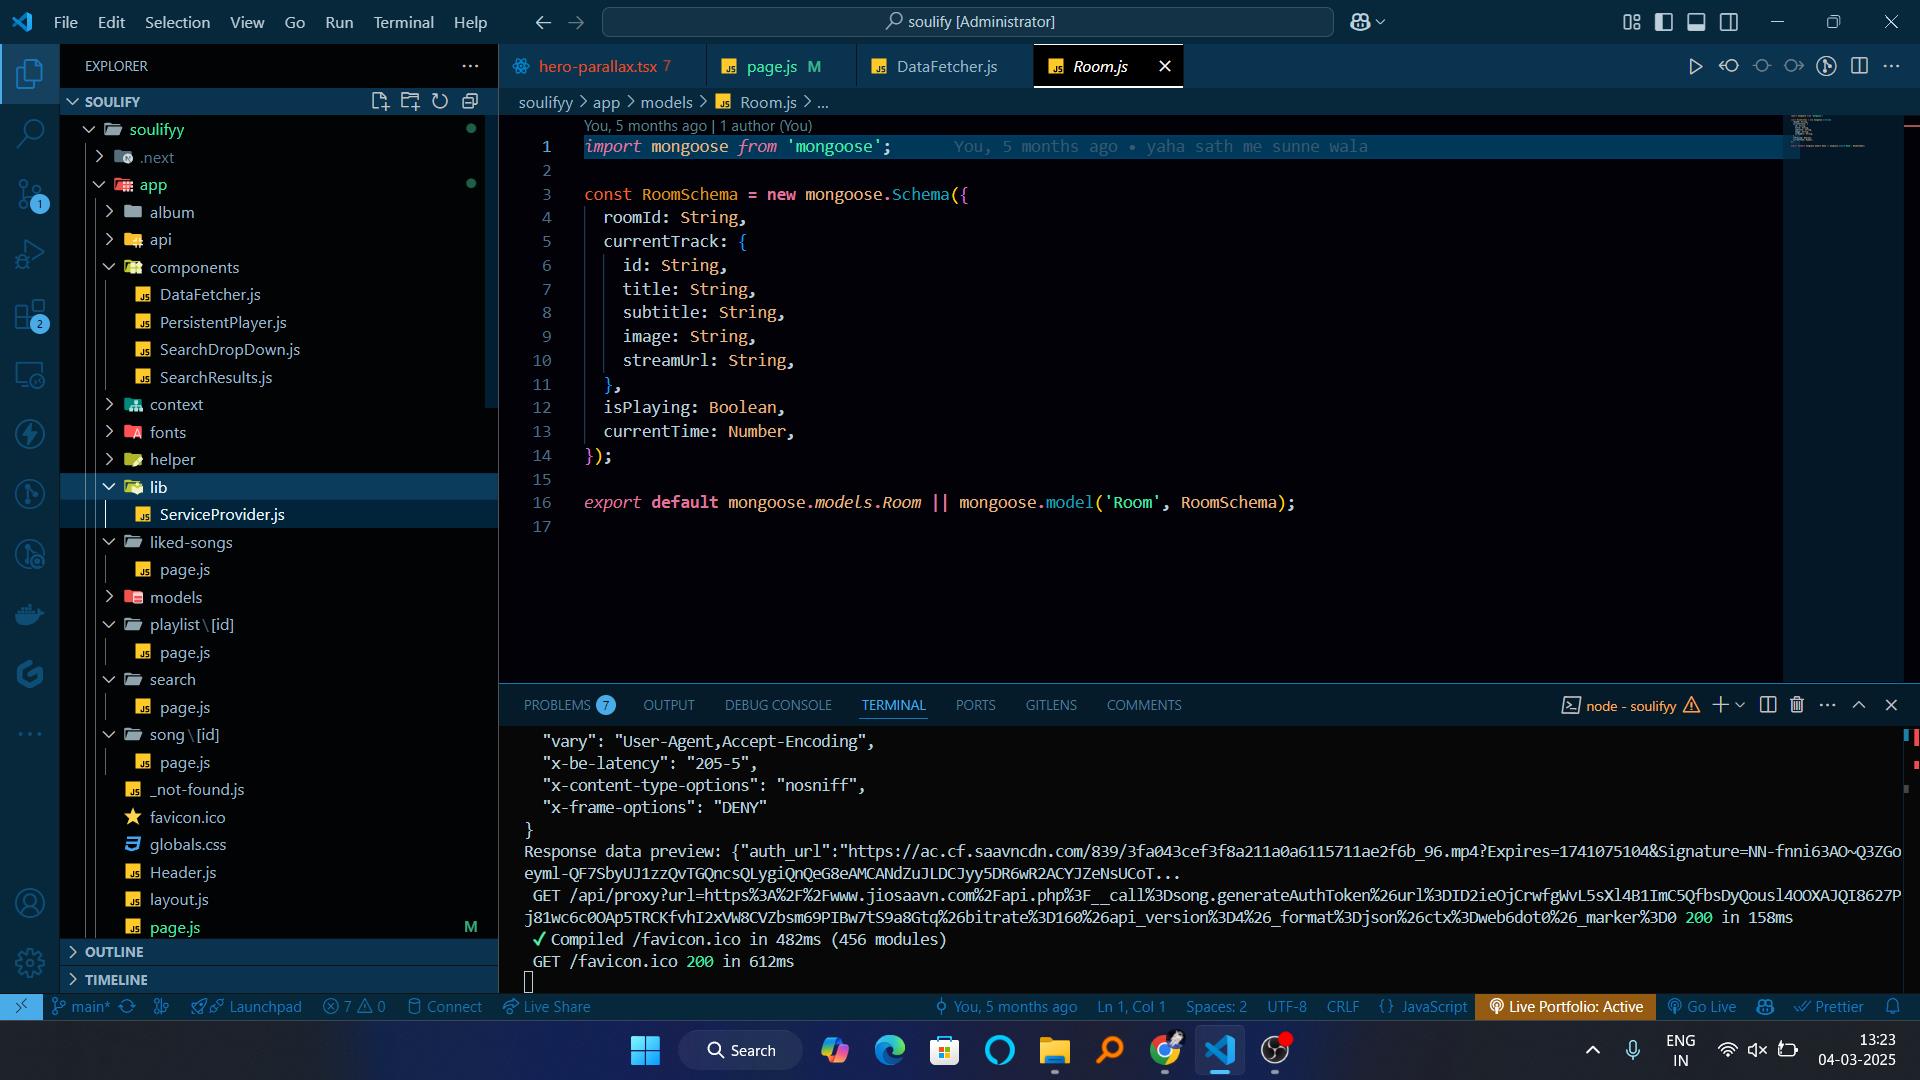 File Edit Selection View Go Run Terminal Help
soulify [Administrator]
EXPLORER
SOULIFY
soulifyy
.next
app
album
api
components
DataFetcher.js
PersistentPlayer.js
SearchDropDown.js
SearchResults.js
context
fonts
helper
lib
ServiceProvider.js
liked-songs
page.js
models
playlist\[id]
page.js
search
page.js
song\[id]
page.js
_not-found.js
favicon.ico
globals.css
Header.js
layout.js
page.js M
OUTLINE
TIMELINE
1
2
hero-parallax.tsx 7
page.js M
DataFetcher.js
Room.js
soulifyy > app > models > Room.js > ...
You, 5 months ago | 1 author (You)
1 import mongoose from 'mongoose'; You, 5 months ago • yaha sath me sunne wala
2
3 const RoomSchema = new mongoose.Schema({
4 roomId: String,
5 currentTrack: {
6 id: String,
7 title: String,
8 subtitle: String,
9 image: String,
10 streamUrl: String,
11 },
12 isPlaying: Boolean,
13 currentTime: Number,
14 });
15
16 export default mongoose.models.Room || mongoose.model('Room', RoomSchema);
17
PROBLEMS 7 OUTPUT DEBUG CONSOLE TERMINAL PORTS GITLENS COMMENTS
node - soulifyy
"vary": "User-Agent,Accept-Encoding",
"x-be-latency": "205-5",
"x-content-type-options": "nosniff",
"x-frame-options": "DENY"
}
Response data preview: {"auth_url":"https://ac.cf.saavncdn.com/839/3fa043cef3f8a211a0a6115711ae2f6b_96.mp4?Expires=1741075104&Signature=NN-fnni63AO~Q3ZGo
eyml-QF7SbyUJ1zzQvTGQncsQLygiQnQeG8eAMCANdZuJLDCJyy5DR6wR2ACYJZeNsUCoT...
GET /api/proxy?url=https%3A%2F%2Fwww.jiosaavn.com%2Fapi.php%3F__call%3Dsong.generateAuthToken%26url%3DID2ieOjCrwfgWvL5sXl4B1ImC5QfbsDyQousl4OOXAJQI8627P
j81wc6c0OAp5TRCKfvhI2xVW8CVZbsm69PIBw7tS9a8Gtq%26bitrate%3D160%26api_version%3D4%26_format%3Djson%26ctx%3Dweb6dot0%26_marker%3D0 200 in 158ms
✓ Compiled /favicon.ico in 482ms (456 modules)
GET /favicon.ico 200 in 612ms
main* Launchpad 7 0 Connect Live Share You, 5 months ago Ln 1, Col 1 Spaces: 2 UTF-8 CRLF {} JavaScript Live Portfolio: Active Go Live Prettier
Search
ENG
IN
13:23
04-03-2025